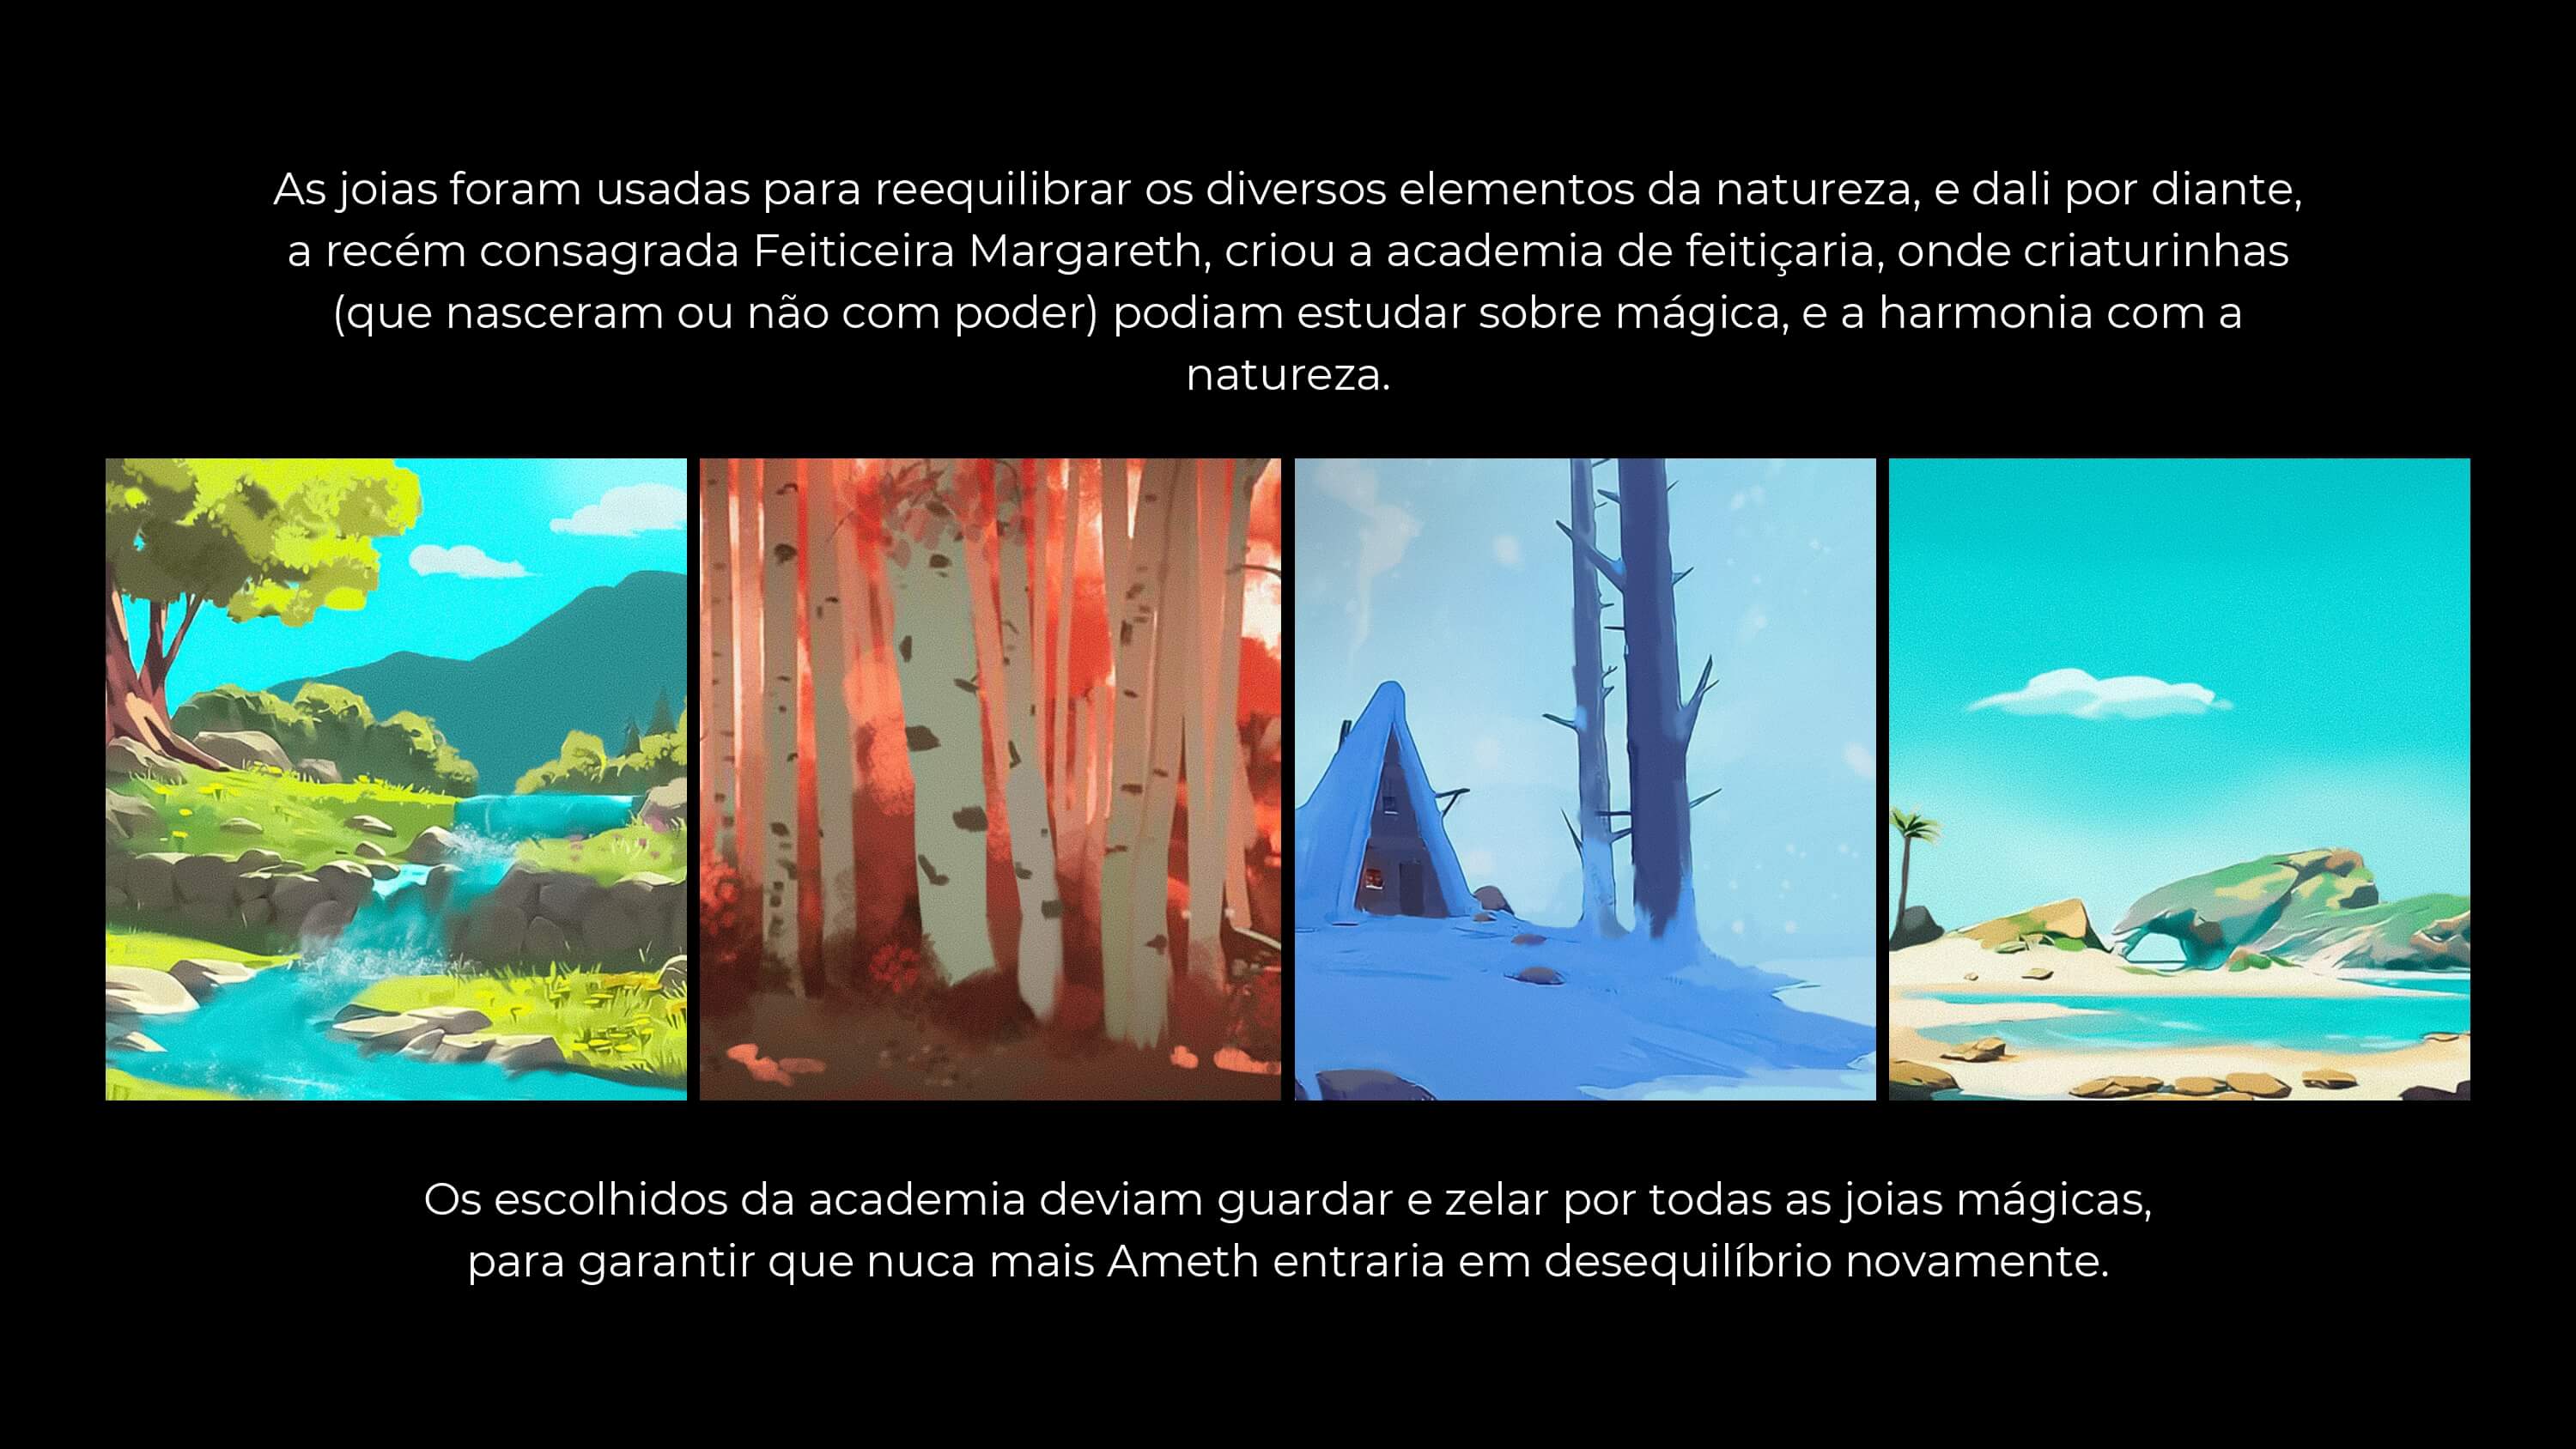 As joias foram usadas para reequilibrar os diversos elementos da natureza, e dali por diante,
a recém consagrada Feiticeira Margareth, criou a academia de feitiçaria, onde criaturinhas
(que nasceram ou não com poder) podiam estudar sobre mágica, e a harmonia com a
natureza.
Os escolhidos da academia deviam guardar e zelar por todas as joias mágicas,
para garantir que nuca mais Ameth entraria em desequilíbrio novamente.